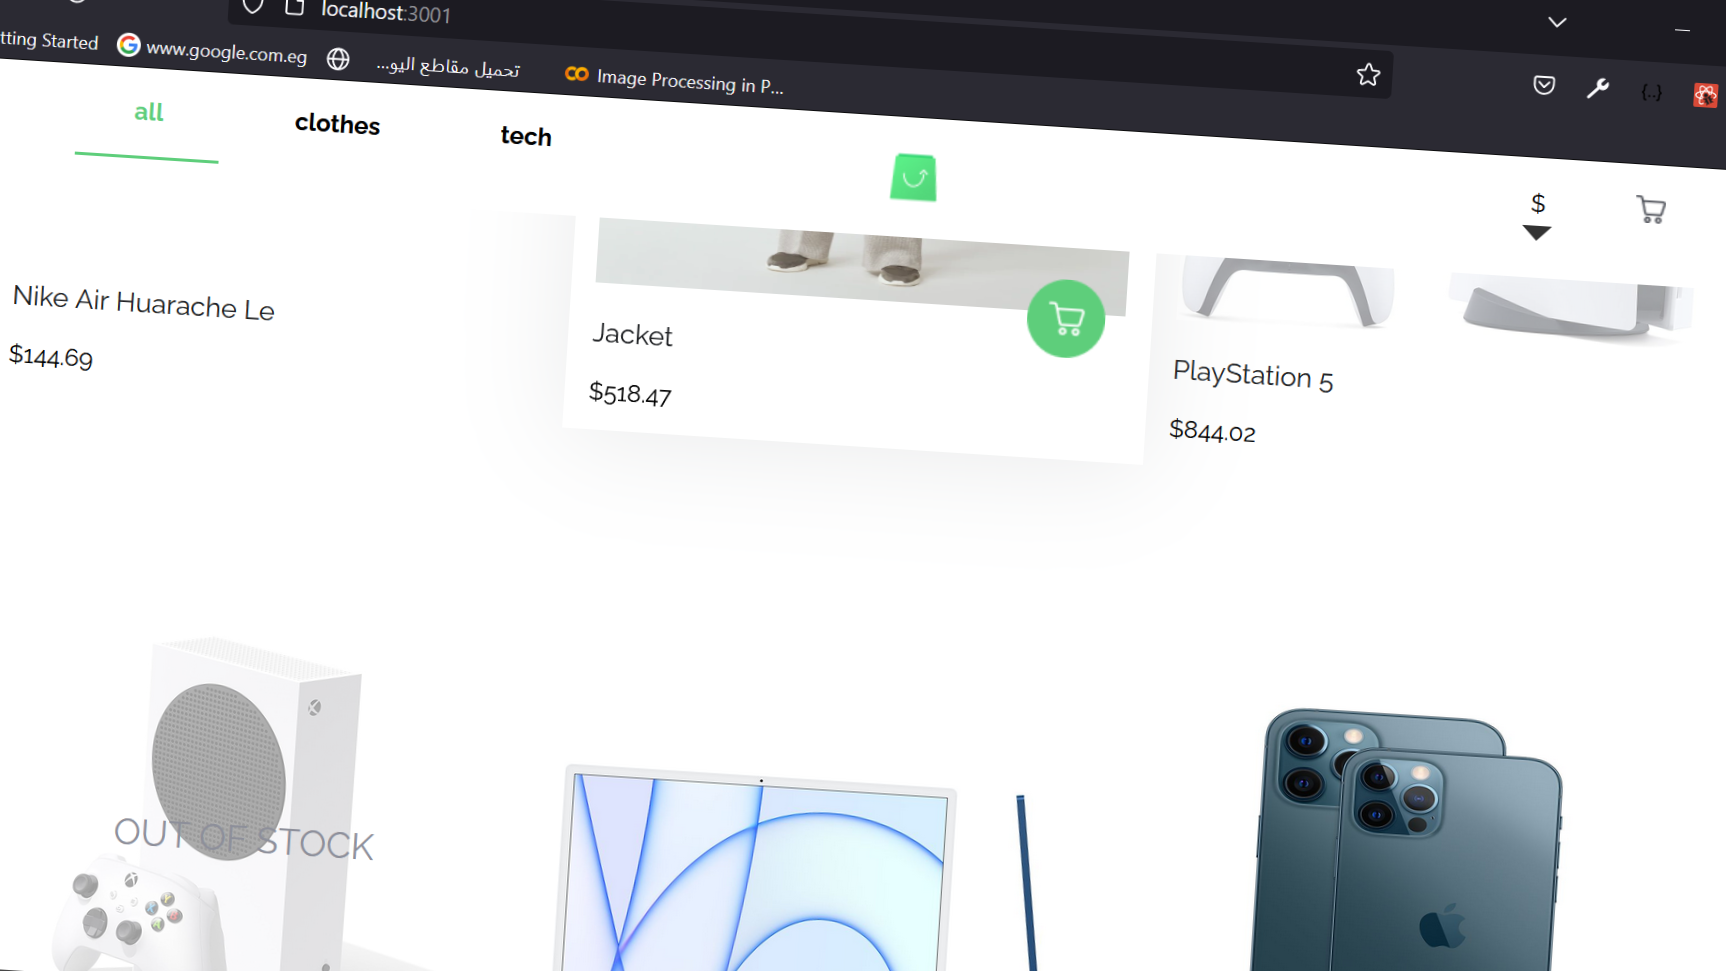 localhost:3001
tting Started
www.google.com.eg
تحميل مقاطع اليو...
Image Processing in P...
{..}
all
clothes
tech
$
Nike Air Huarache Le
$144.69
Jacket
$518.47
PlayStation 5
$844.02
OUT OF STOCK